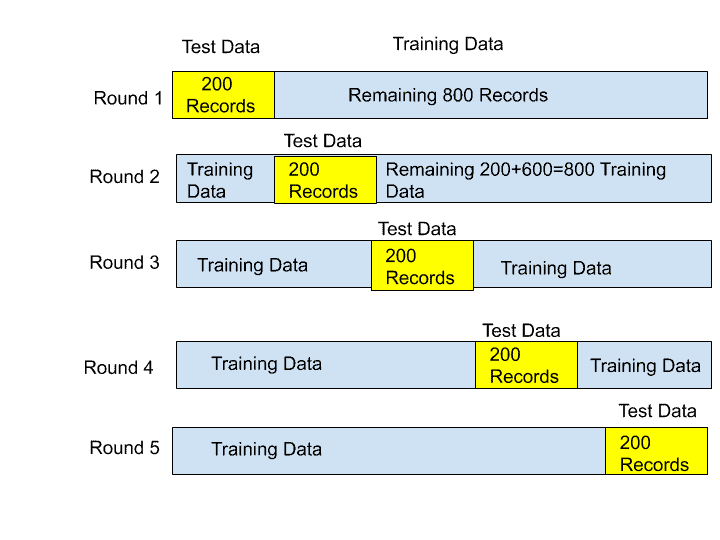 Test Data
Training Data
Round 1
200
Records
Remaining 800 Records
Test Data
Round 2
Training
Data
200
Records
Remaining 200+600=800 Training
Data
Test Data
Round 3
Training Data
200
Records
Training Data
Test Data
Round 4
Training Data
200
Records
Training Data
Test Data
Round 5
Training Data
200
Records